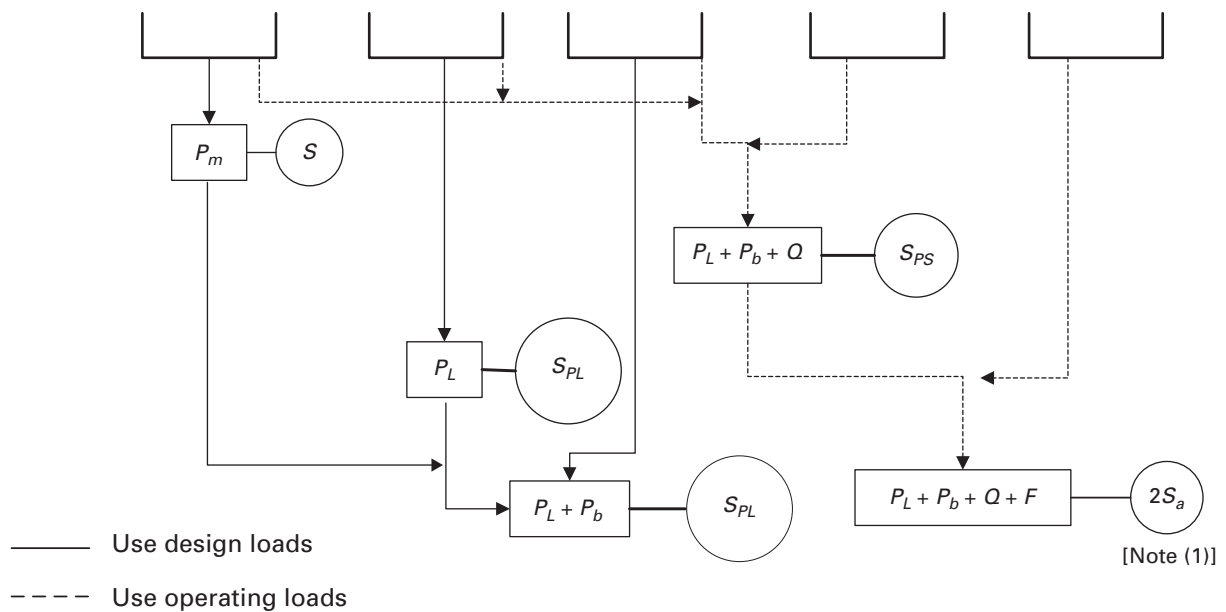 P_m
S
P_L + P_b + Q
S_PS
P_L
S_PL
P_L + P_b
S_PL
P_L + P_b + Q + F
2S_a
[Note (1)]
Use design loads
Use operating loads